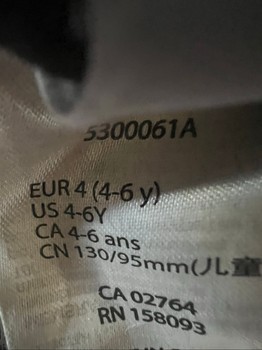 5300061A
EUR 4 (4-6 y)
US 4-6Y
CA 4-6 ans
CN 130/95mm(儿童
CA 02764
RN 158093